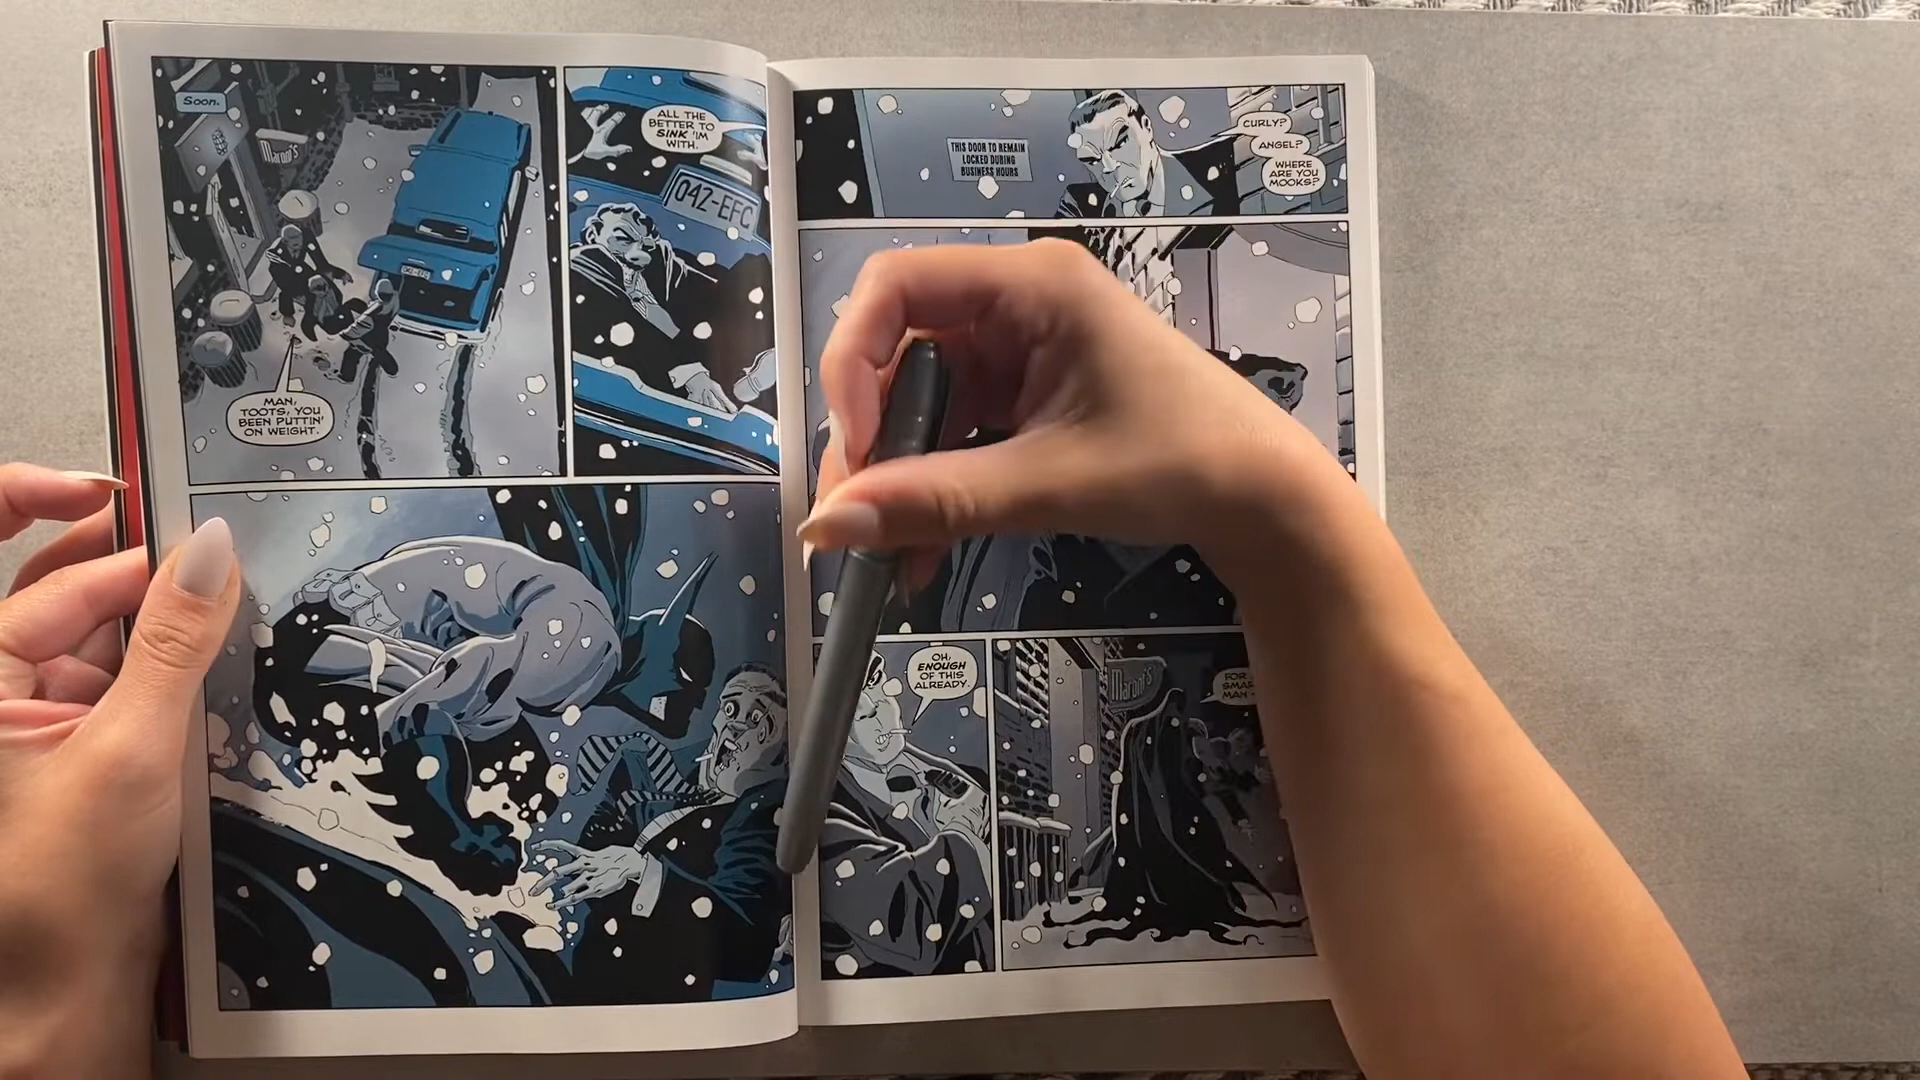 Soon.
Maroni's
MAN,
TOOTS, YOU
BEEN PUTTIN'
ON WEIGHT.
ALL THE
BETTER TO
SINK 'IM
WITH.
042-EFC
THIS DOOR TO REMAIN
LOCKED DURING
BUSINESS HOURS
CURLY?
ANGEL?
WHERE
ARE YOU
MOOKS?
OH,
ENOUGH
OF THIS
ALREADY.
Maroni's
FOR
MAN -